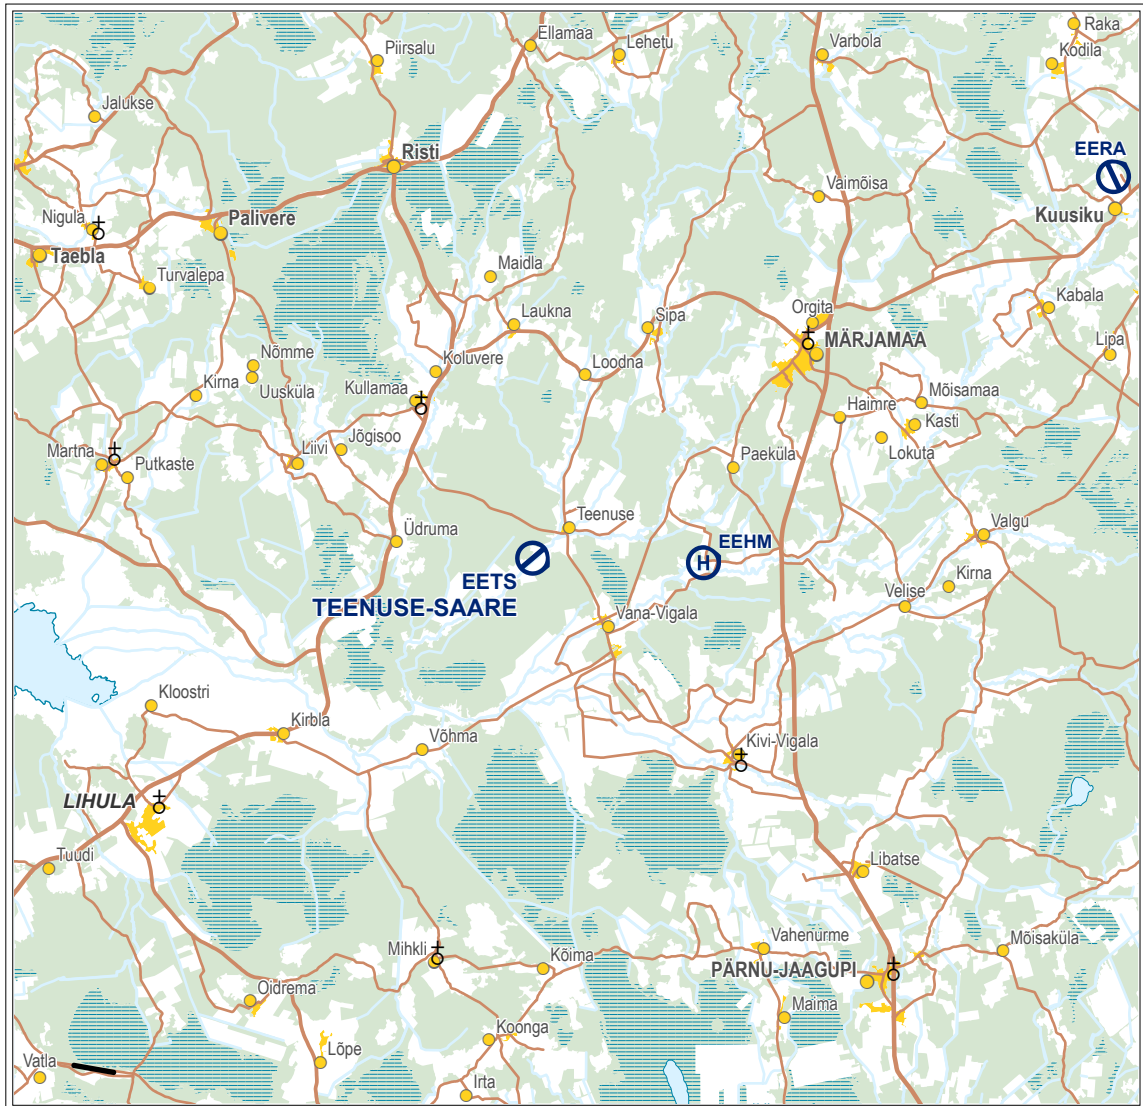 Raka
Ellamaa
Lehetu
Varbola
Kodila
Piirsalu
Jalukse
Risti
EERA
Vaimõisa
Nigula
Palivere
Kuusiku
Taebla
Turvalepa
Maidla
Kabala
Orgita
Laukna
Sipa
MÄRJAMAA
Lipa
Nõmme
Koluvere
Loodna
Kirna
Uusküla
Kullamaa
Mõisamaa
Haimre
Kasti
Jõgisoo
Martna
Liivi
Lokuta
Putkaste
Paeküla
Teenuse
Valgu
Üdruma
EEHM
H
EETS
Kirna
TEENUSE-SAARE
Velise
Vana-Vigala
Kloostri
Kirbla
Võhma
Kivi-Vigala
LIHULA
Tuudi
Libatse
Mihkli
Vahenurme
Mõisaküla
Kõima
PÄRNU-JAAGUPI
Oidrema
Maima
Koonga
Lõpe
Vatla
Irta